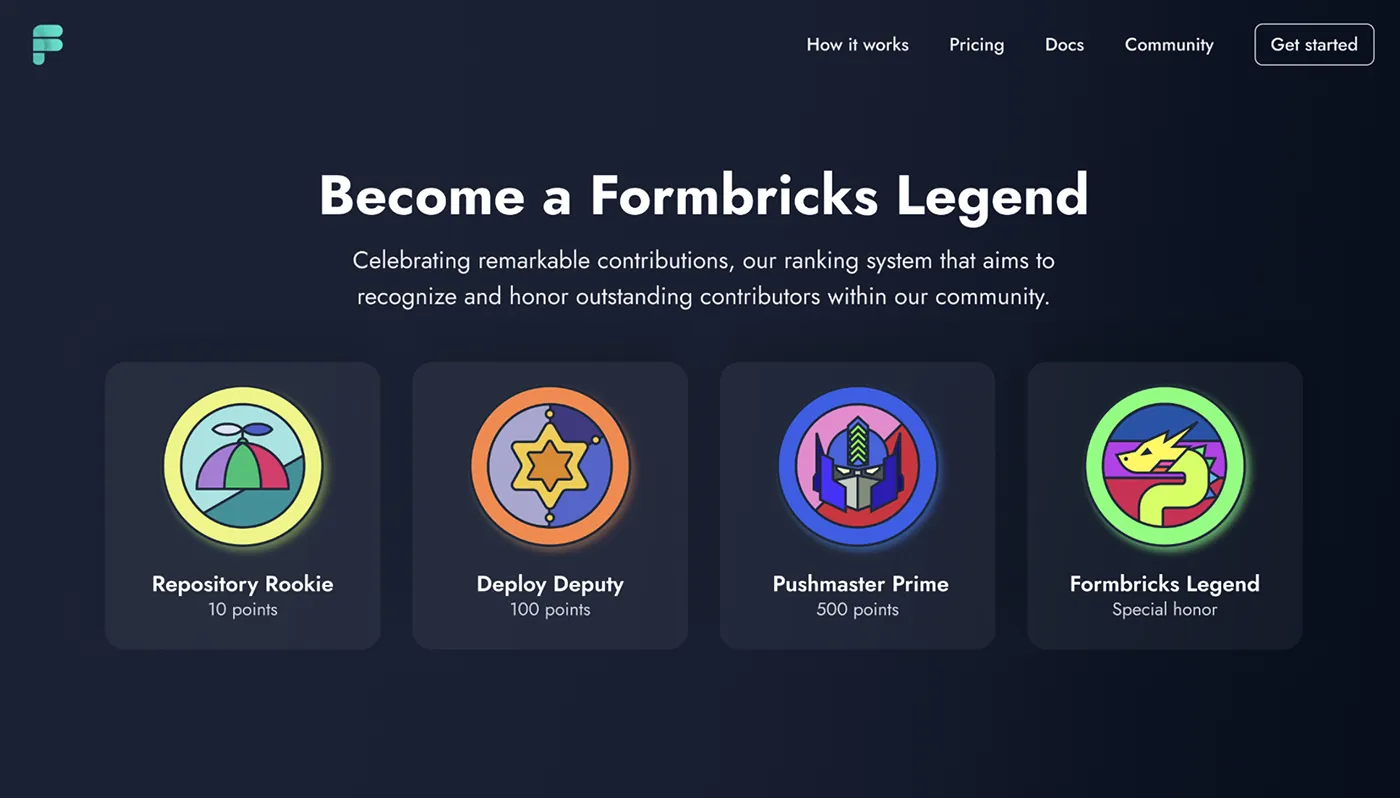 How it works
Pricing
Docs
Community
Get started
Become a Formbricks Legend
Celebrating remarkable contributions, our ranking system that aims to
recognize and honor outstanding contributors within our community.
Repository Rookie
10 points
Deploy Deputy
100 points
Pushmaster Prime
500 points
Formbricks Legend
Special honor